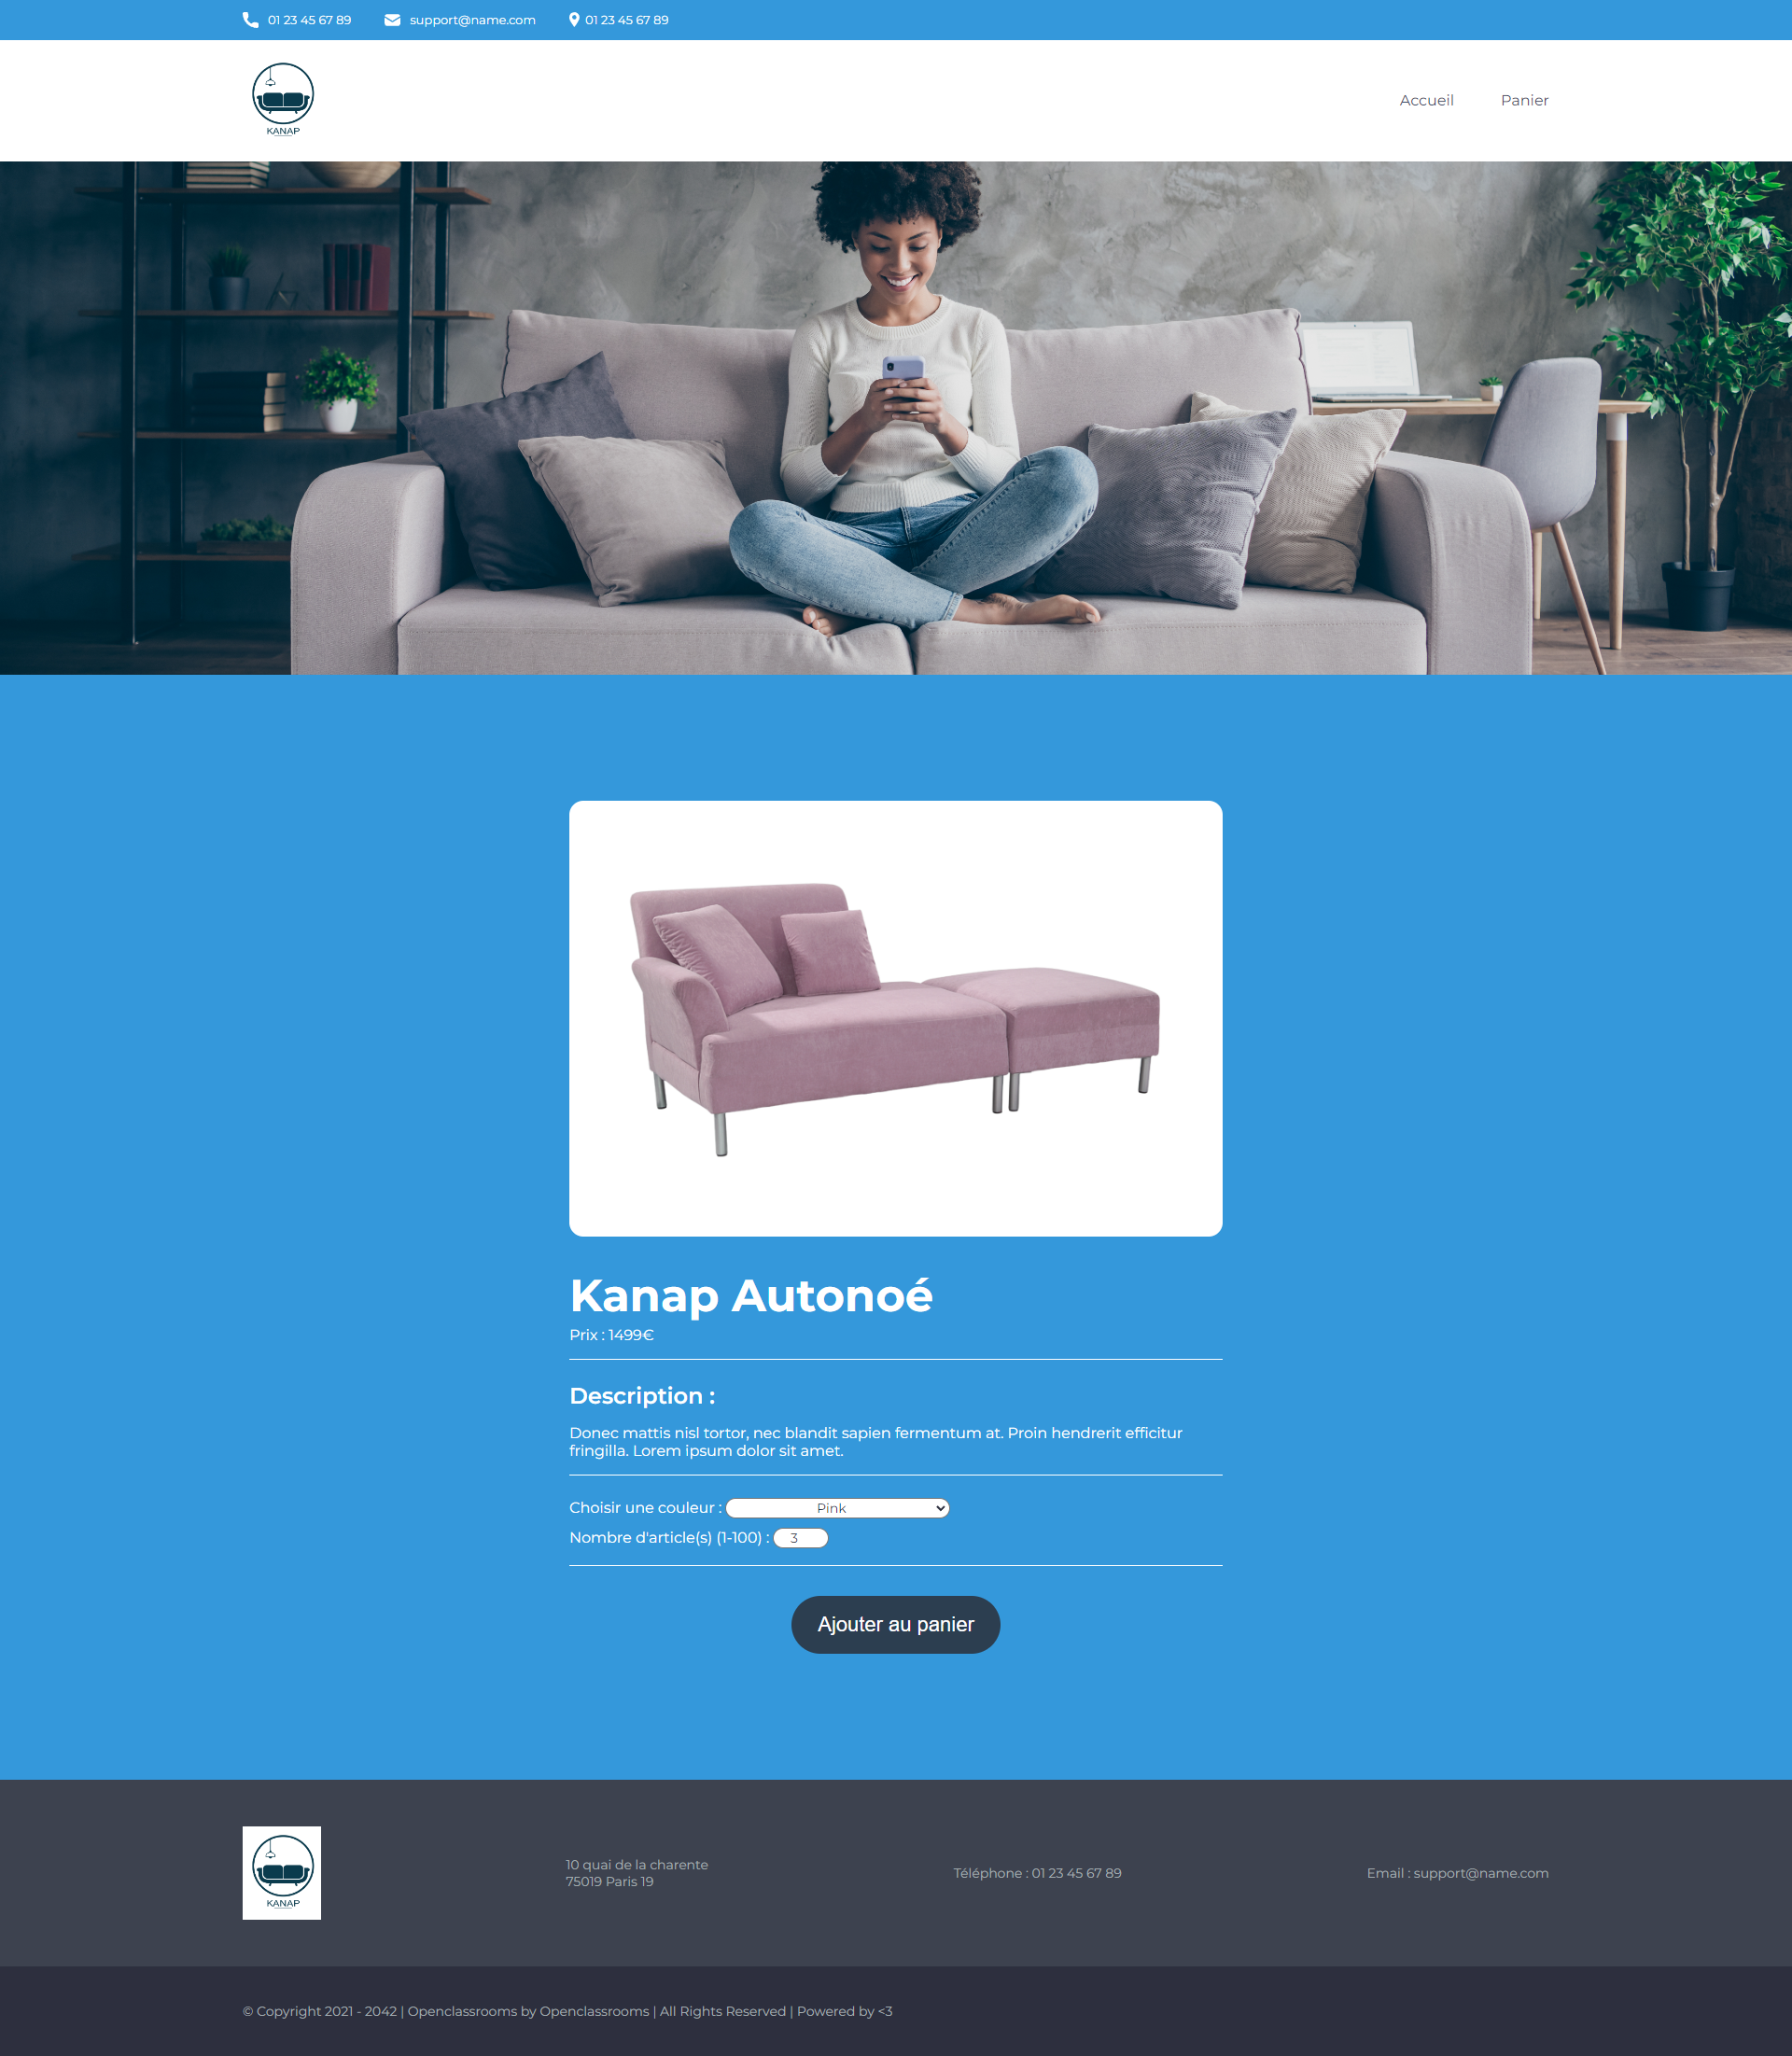 01 23 45 67 89
support@name.com
01 23 45 67 89
KANAP
Accueil
Panier
Kanap Autonoé
Prix : 1499€
Description :
Donec mattis nisl tortor, nec blandit sapien fermentum at. Proin hendrerit efficitur
fringilla. Lorem ipsum dolor sit amet.
Choisir une couleur : Pink
Nombre d'article(s) (1-100) : 3
Ajouter au panier
KANAP
10 quai de la charente
75019 Paris 19
Téléphone : 01 23 45 67 89
Email : support@name.com
© Copyright 2021 - 2042 | Openclassrooms by Openclassrooms | All Rights Reserved | Powered by <3